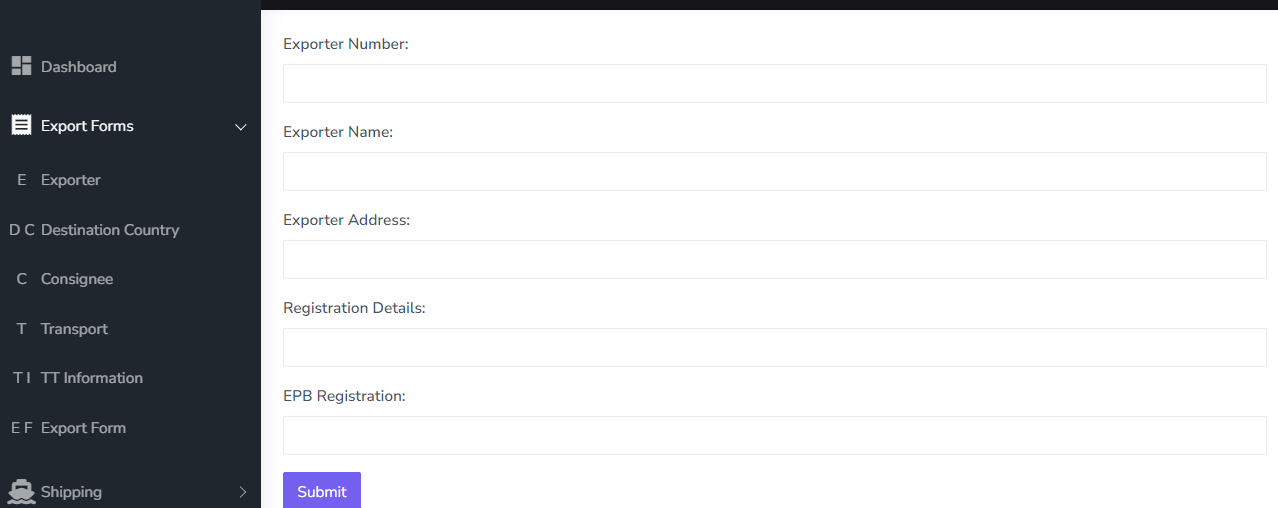 Dashboard
Export Forms
E Exporter
D C Destination Country
C Consignee
T Transport
T I TT Information
E F Export Form
Shipping
Exporter Number:
Exporter Name:
Exporter Address:
Registration Details:
EPB Registration:
Submit